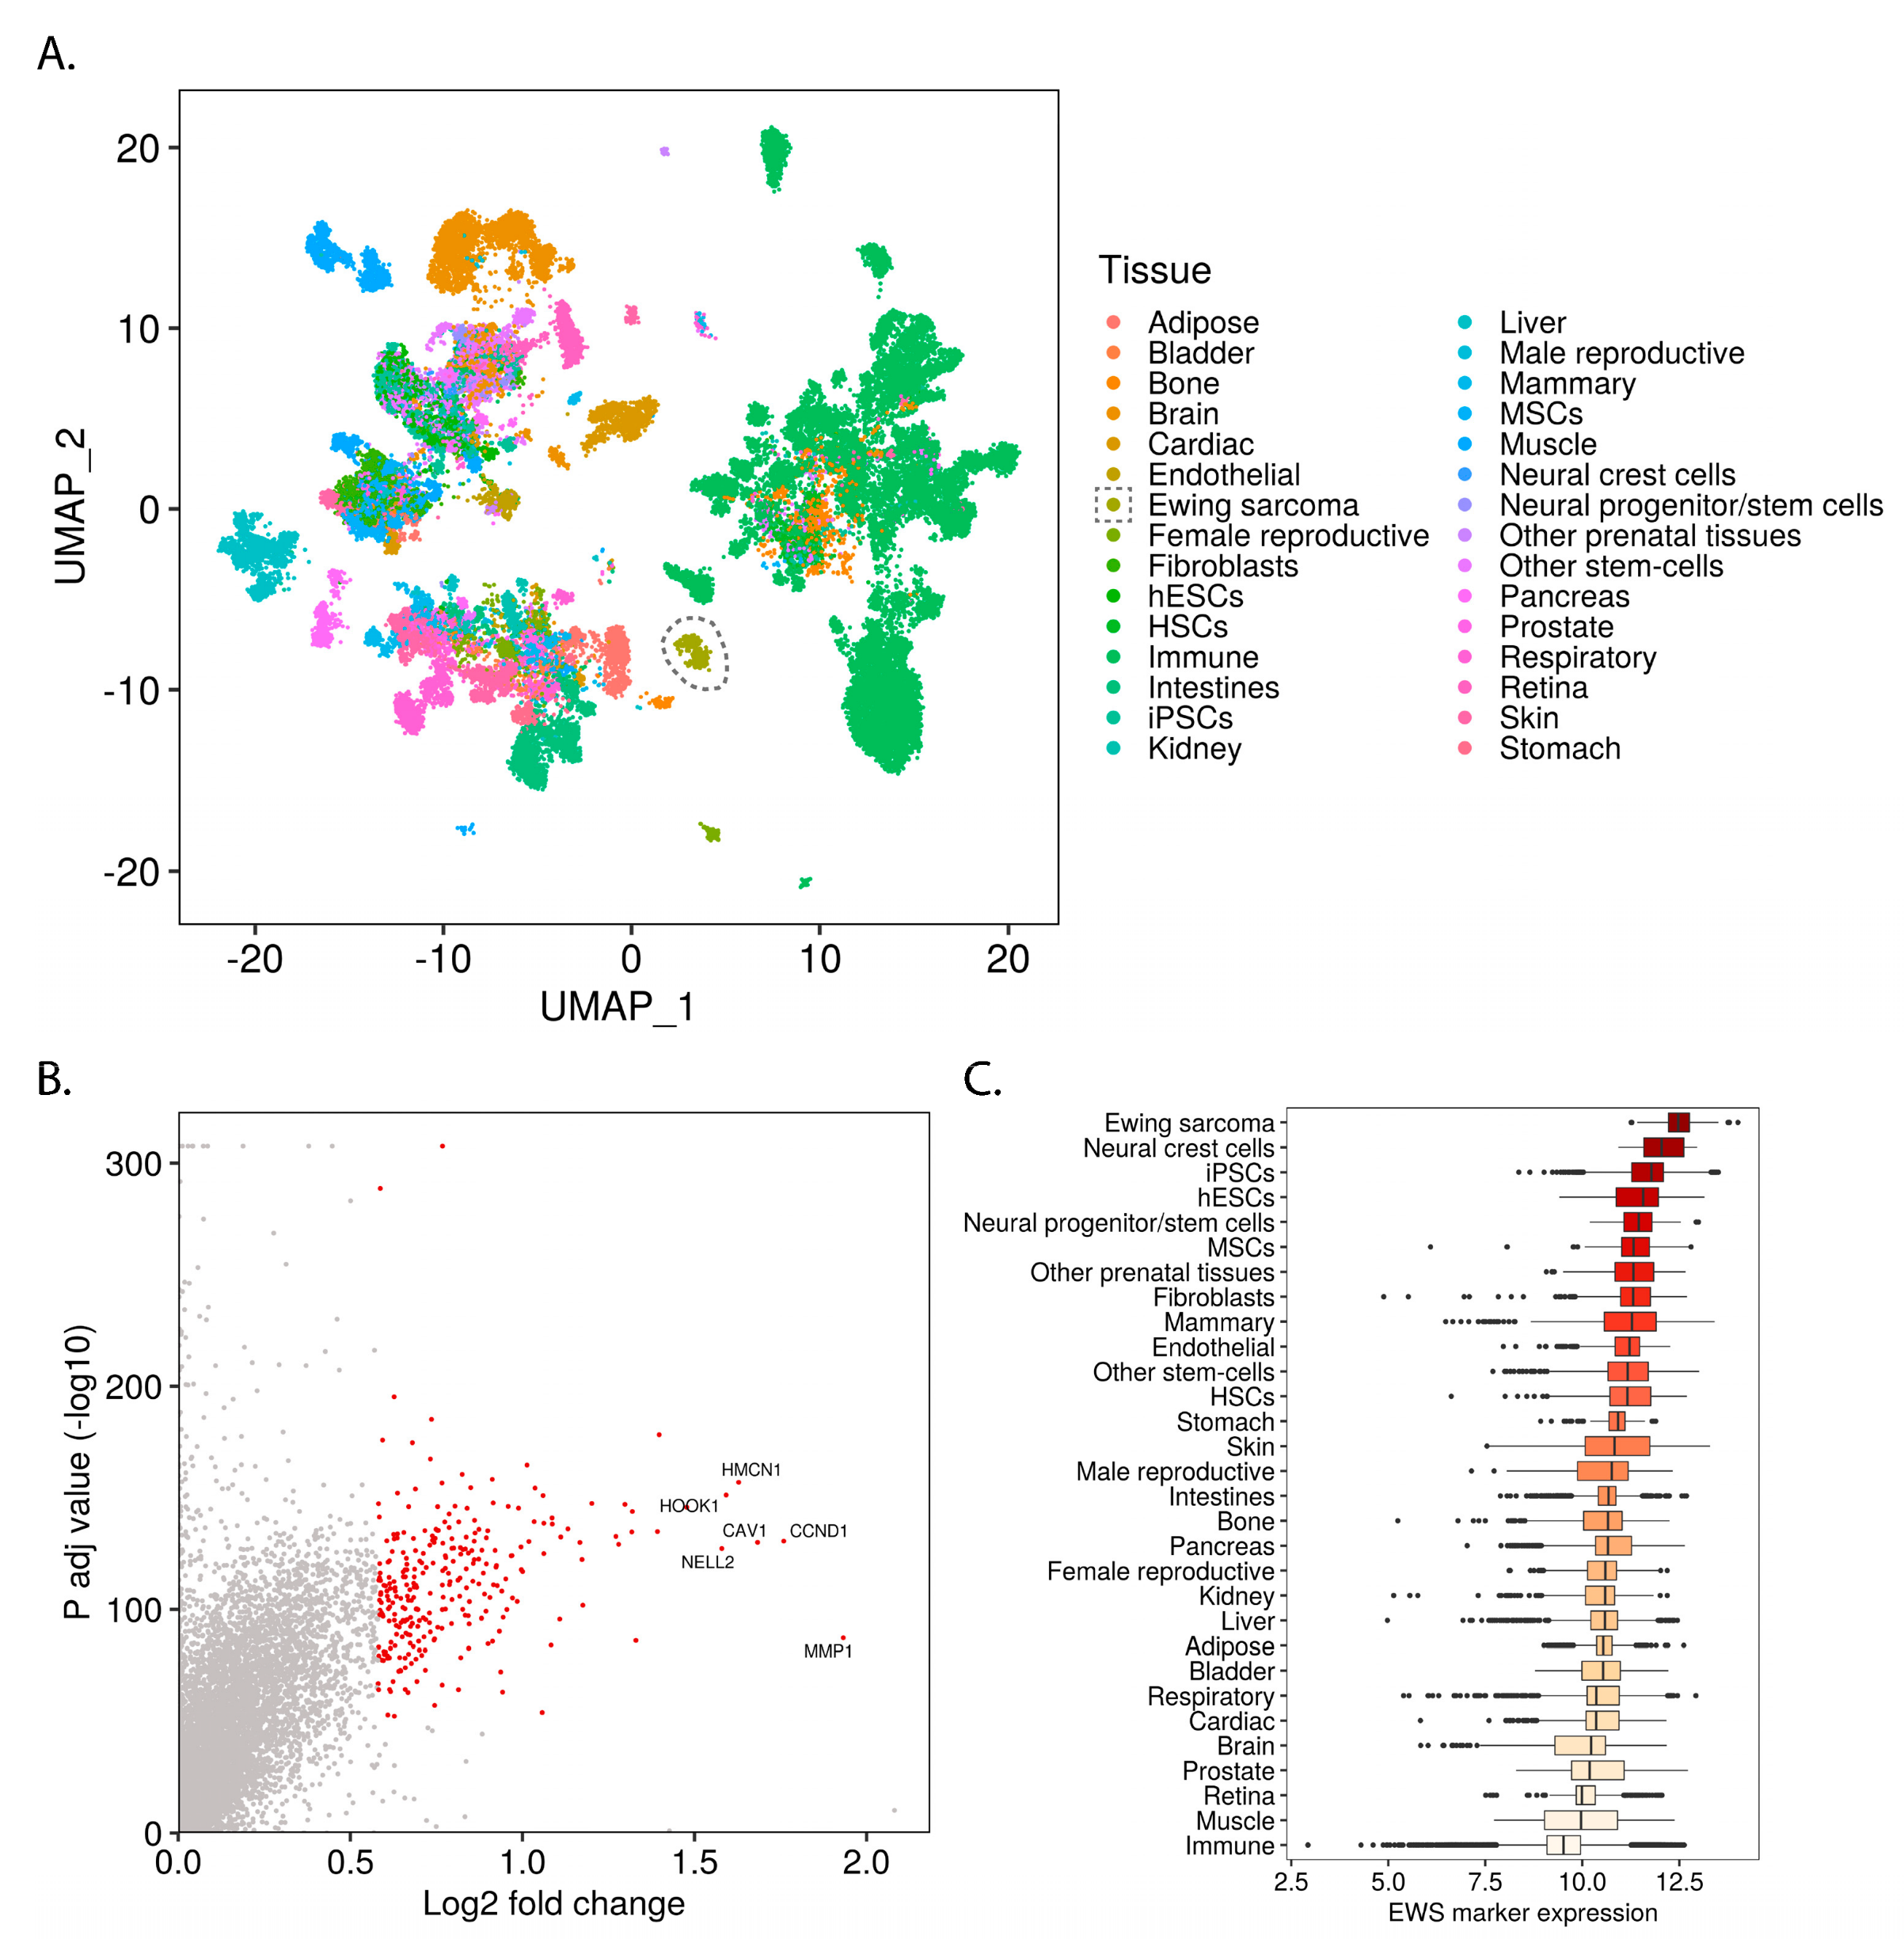 A.
20
10
0
-10
-20
UMAP_2
-20 -10 0 10 20
UMAP_1
Tissue
Adipose
Bladder
Bone
Brain
Cardiac
Endothelial
Ewing sarcoma
Female reproductive
Fibroblasts
hESCs
HSCs
Immune
Intestines
iPSCs
Kidney
Liver
Male reproductive
Mammary
MSCs
Muscle
Neural crest cells
Neural progenitor/stem cells
Other prenatal tissues
Other stem-cells
Pancreas
Prostate
Respiratory
Retina
Skin
Stomach
B.
300
200
100
0
P adj value (-log10)
HMCN1
HOOK1
CAV1 CCND1
NELL2
MMP1
0.0 0.5 1.0 1.5 2.0
Log2 fold change
C.
Ewing sarcoma
Neural crest cells
iPSCs
hESCs
Neural progenitor/stem cells
MSCs
Other prenatal tissues
Fibroblasts
Mammary
Endothelial
Other stem-cells
HSCs
Stomach
Skin
Male reproductive
Intestines
Bone
Pancreas
Female reproductive
Kidney
Liver
Adipose
Bladder
Respiratory
Cardiac
Brain
Prostate
Retina
Muscle
Immune
2.5 5.0 7.5 10.0 12.5
EWS marker expression